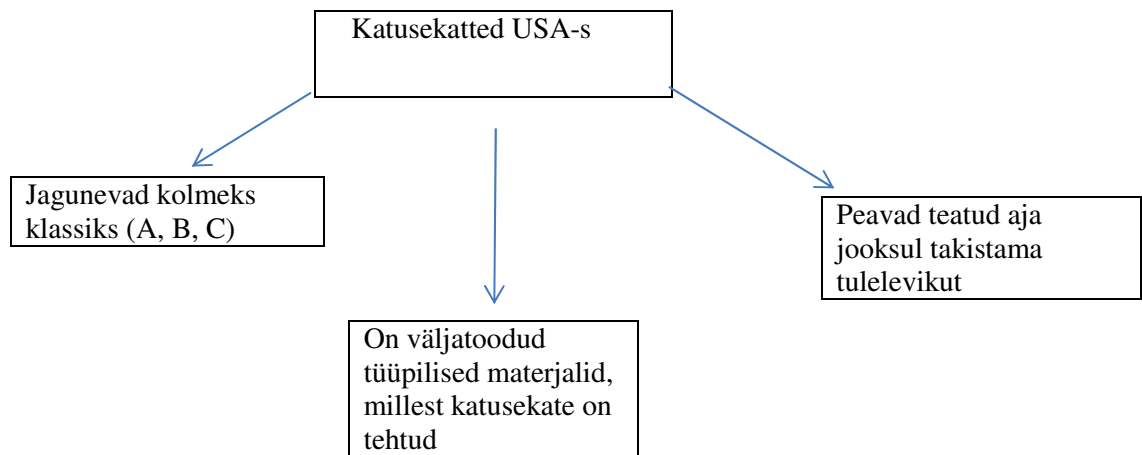 Katusekatted USA-s
Jagunevad kolmeks
klassiks (A, B, C)
Peavad teatud aja
jooksul takistama
tulelevikut
On väljatoodud
tüüpilised materjalid,
millest katusekate on
tehtud